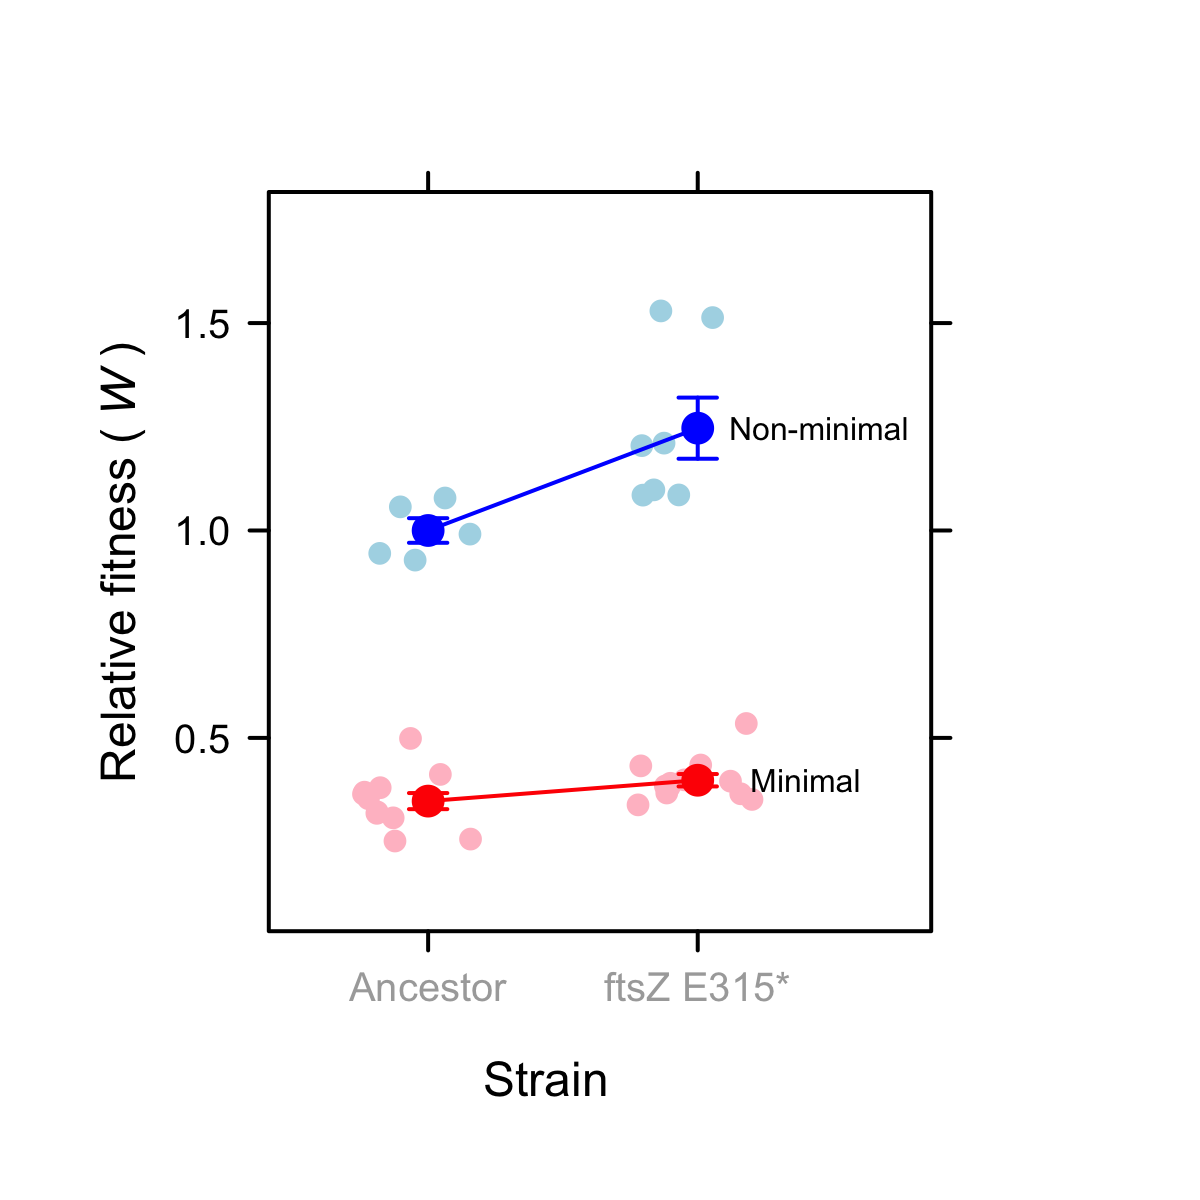 Relative fitness ( W )
1.5
1.0
0.5
Non-minimal
Minimal
Ancestor
ftsZ E315*
Strain